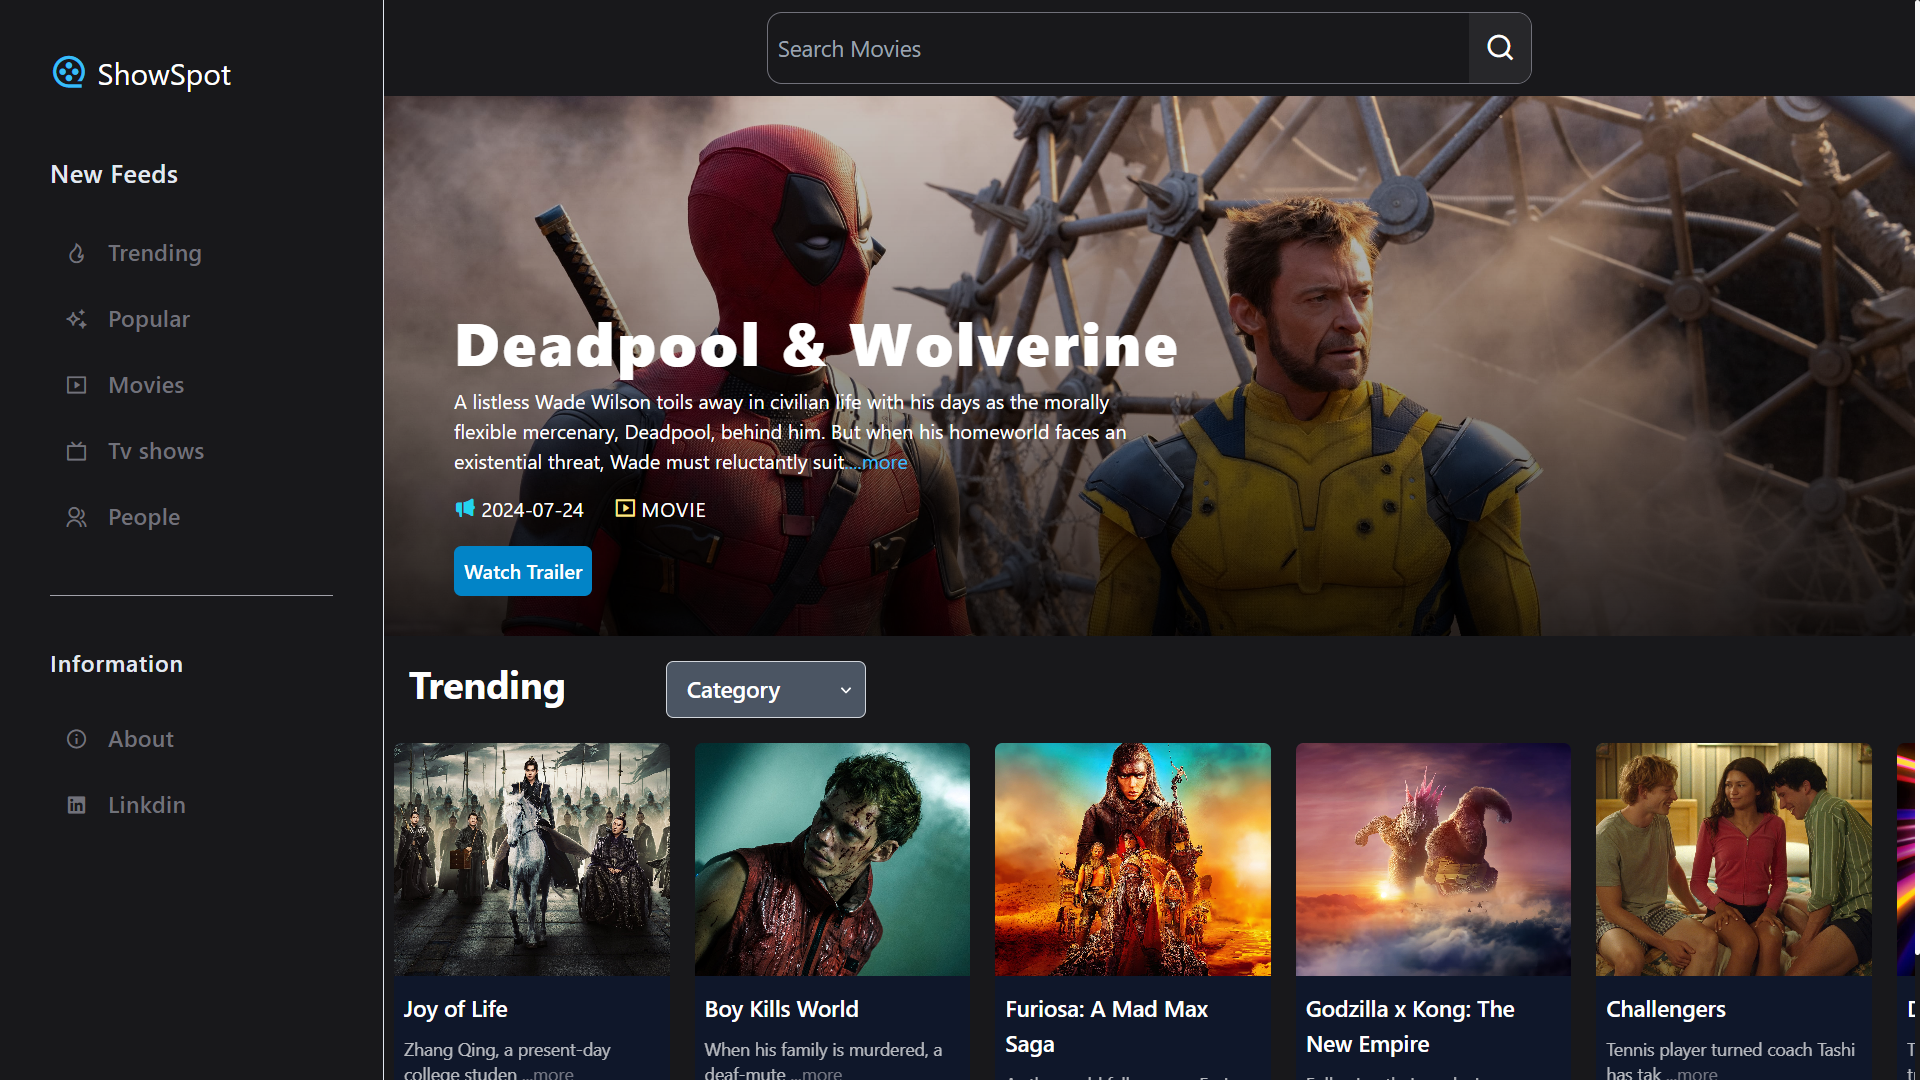 ShowSpot
New Feeds
Trending
Popular
Movies
Tv shows
People
Information
About
Linkdin
Search Movies
Deadpool & Wolverine
A listless Wade Wilson toils away in civilian life with his days as the morally
flexible mercenary, Deadpool, behind him. But when his homeworld faces an
existential threat, Wade must reluctantly suit ...more
2024-07-24 MOVIE
Watch Trailer
Trending
Category
Joy of Life
Zhang Qing, a present-day
college studen ...more
Boy Kills World
When his family is murdered, a
deaf-mute ...more
Furiosa: A Mad Max
Saga
Godzilla x Kong: The
New Empire
Challengers
Tennis player turned coach Tashi
has tak ...more